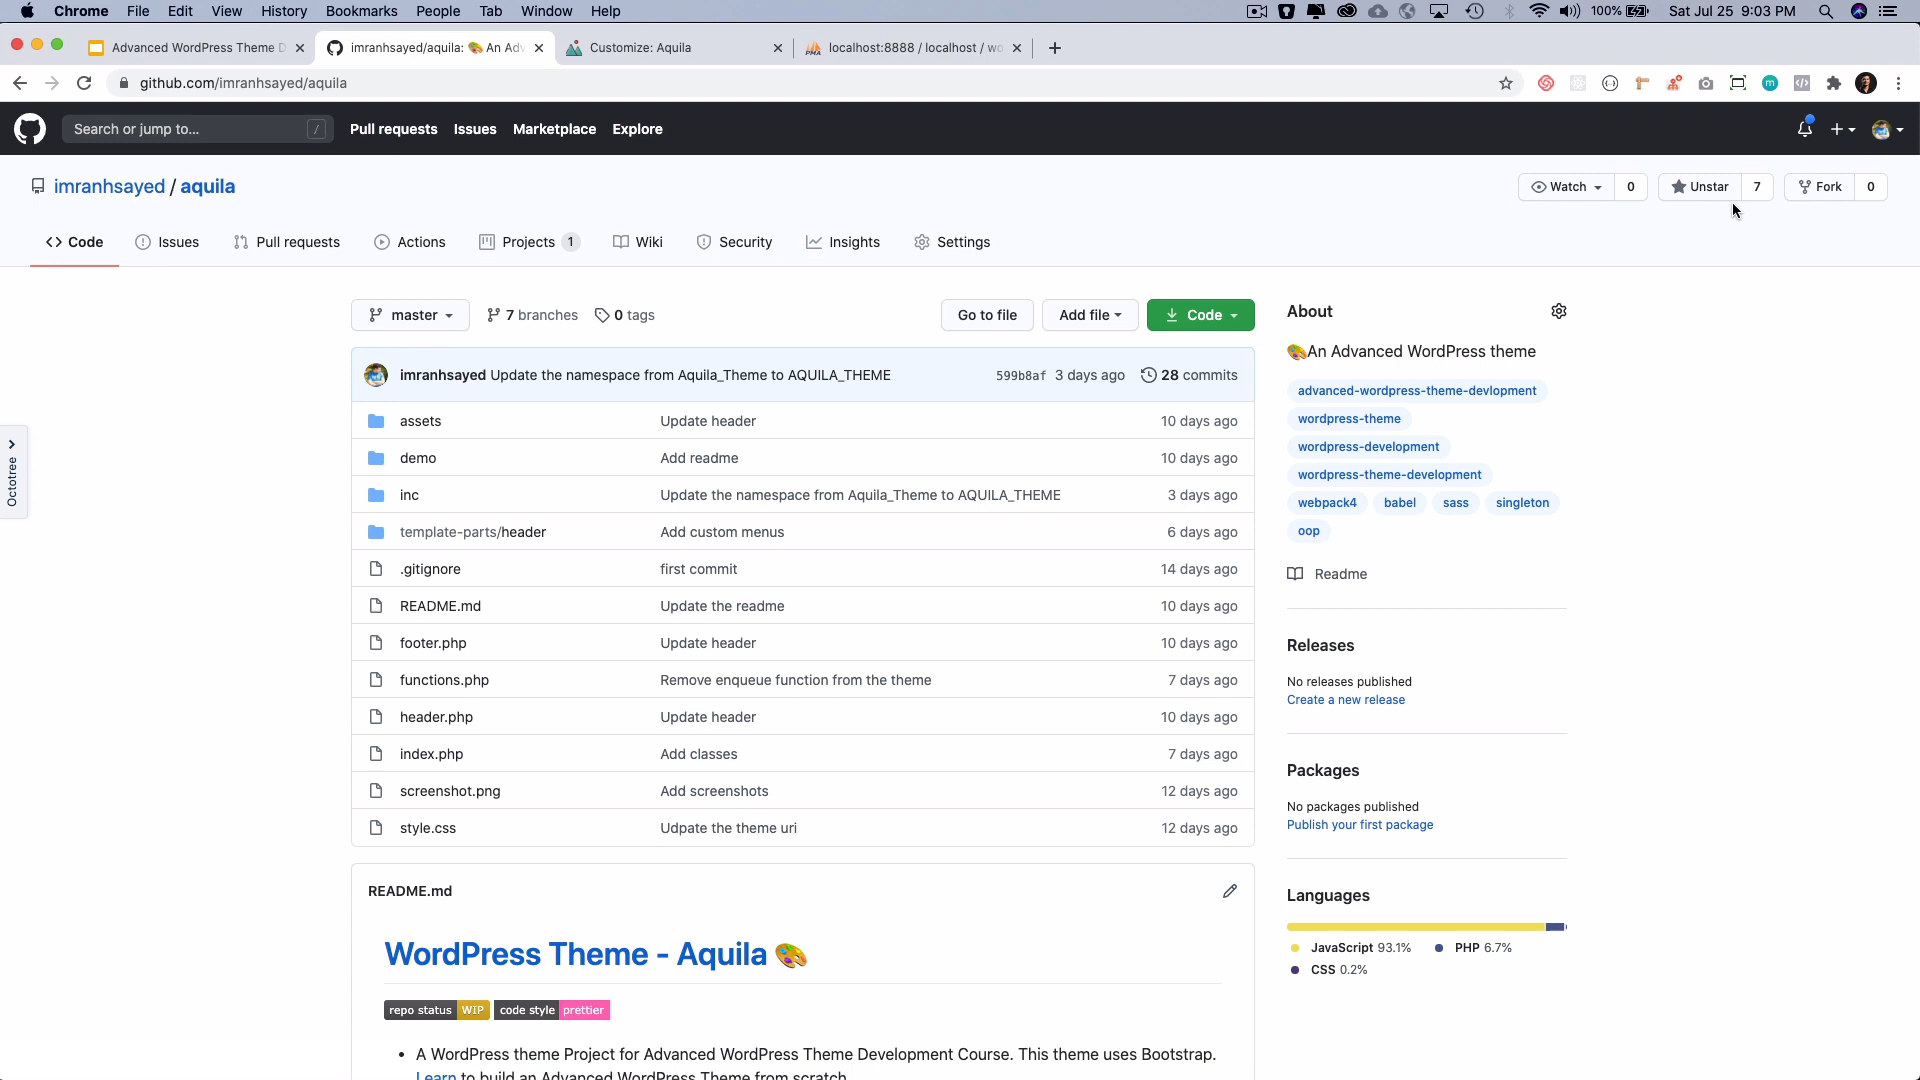 Chrome File Edit View History Bookmarks People Tab Window Help 100% Sat Jul 25 9:03 PM
Advanced WordPress Theme D imranhsayed/aquila: 🎨 An Adv Customize: Aquila PMA localhost:8888 / localhost / wo
github.com/imranhsayed/aquila
Search or jump to... / Pull requests Issues Marketplace Explore
imranhsayed / aquila Watch 0 Unstar 7 Fork 0
Code Issues Pull requests Actions Projects 1 Wiki Security Insights Settings
master 7 branches 0 tags Go to file Add file Code
imranhsayed Update the namespace from Aquila_Theme to AQUILA_THEME 599b8af 3 days ago 28 commits
assets Update header 10 days ago
demo Add readme 10 days ago
inc Update the namespace from Aquila_Theme to AQUILA_THEME 3 days ago
template-parts/header Add custom menus 6 days ago
.gitignore first commit 14 days ago
README.md Update the readme 10 days ago
footer.php Update header 10 days ago
functions.php Remove enqueue function from the theme 7 days ago
header.php Update header 10 days ago
index.php Add classes 7 days ago
screenshot.png Add screenshots 12 days ago
style.css Udpate the theme uri 12 days ago
README.md
WordPress Theme - Aquila 🎨
repo status WIP code style prettier
• A WordPress theme Project for Advanced WordPress Theme Development Course. This theme uses Bootstrap.
Learn to build an Advanced WordPress Theme from scratch
About
🎨An Advanced WordPress theme
advanced-wordpress-theme-devlopment
wordpress-theme
wordpress-development
wordpress-theme-development
webpack4 babel sass singleton
oop
Readme
Releases
No releases published
Create a new release
Packages
No packages published
Publish your first package
Languages
JavaScript 93.1% PHP 6.7%
CSS 0.2%
Octotree